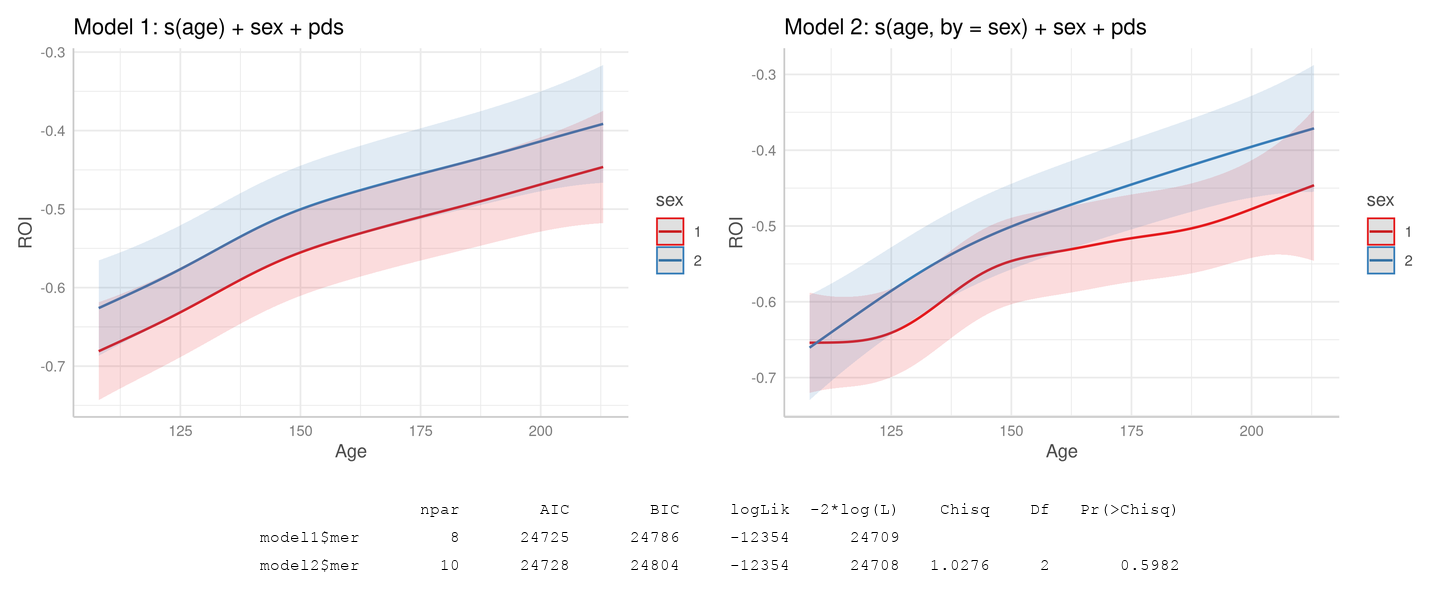 Model 1: s(age) + sex + pds
-0.3
-0.4
-0.5
-0.6
-0.7
ROI
125 150 175 200
Age
sex
1
2
Model 2: s(age, by = sex) + sex + pds
-0.3
-0.4
-0.5
-0.6
-0.7
ROI
125 150 175 200
Age
sex
1
2
npar AIC BIC logLik -2*log(L) Chisq Df Pr(>Chisq)
model1$mer 8 24725 24786 -12354 24709
model2$mer 10 24728 24804 -12354 24708 1.0276 2 0.5982